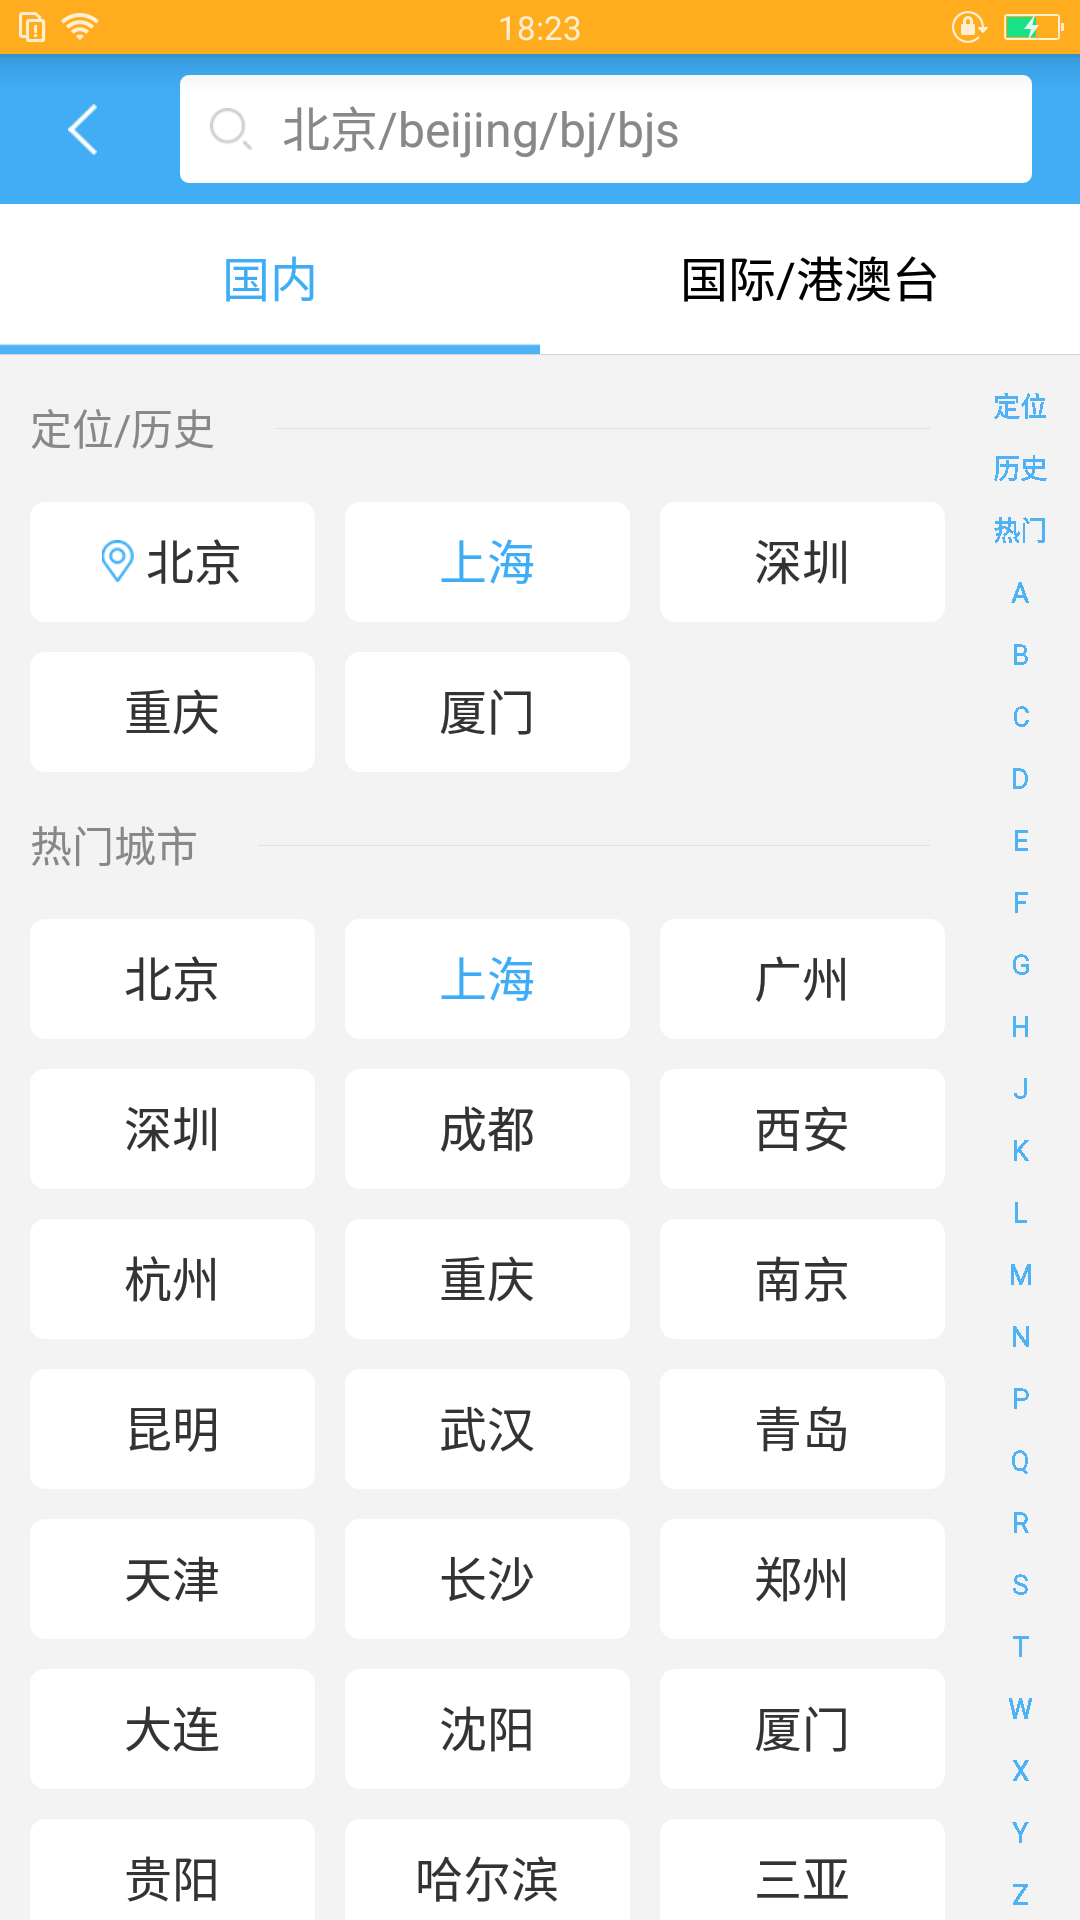 18:23
北京/beijing/bj/bjs
国内 国际/港澳台
定位/历史
北京 上海 深圳
重庆 厦门
热门城市
北京 上海 广州
深圳 成都 西安
杭州 重庆 南京
昆明 武汉 青岛
天津 长沙 郑州
大连 沈阳 厦门
贵阳 哈尔滨 三亚
定位
历史
热门
A
B
C
D
E
F
G
H
J
K
L
M
N
P
Q
R
S
T
W
X
Y
Z